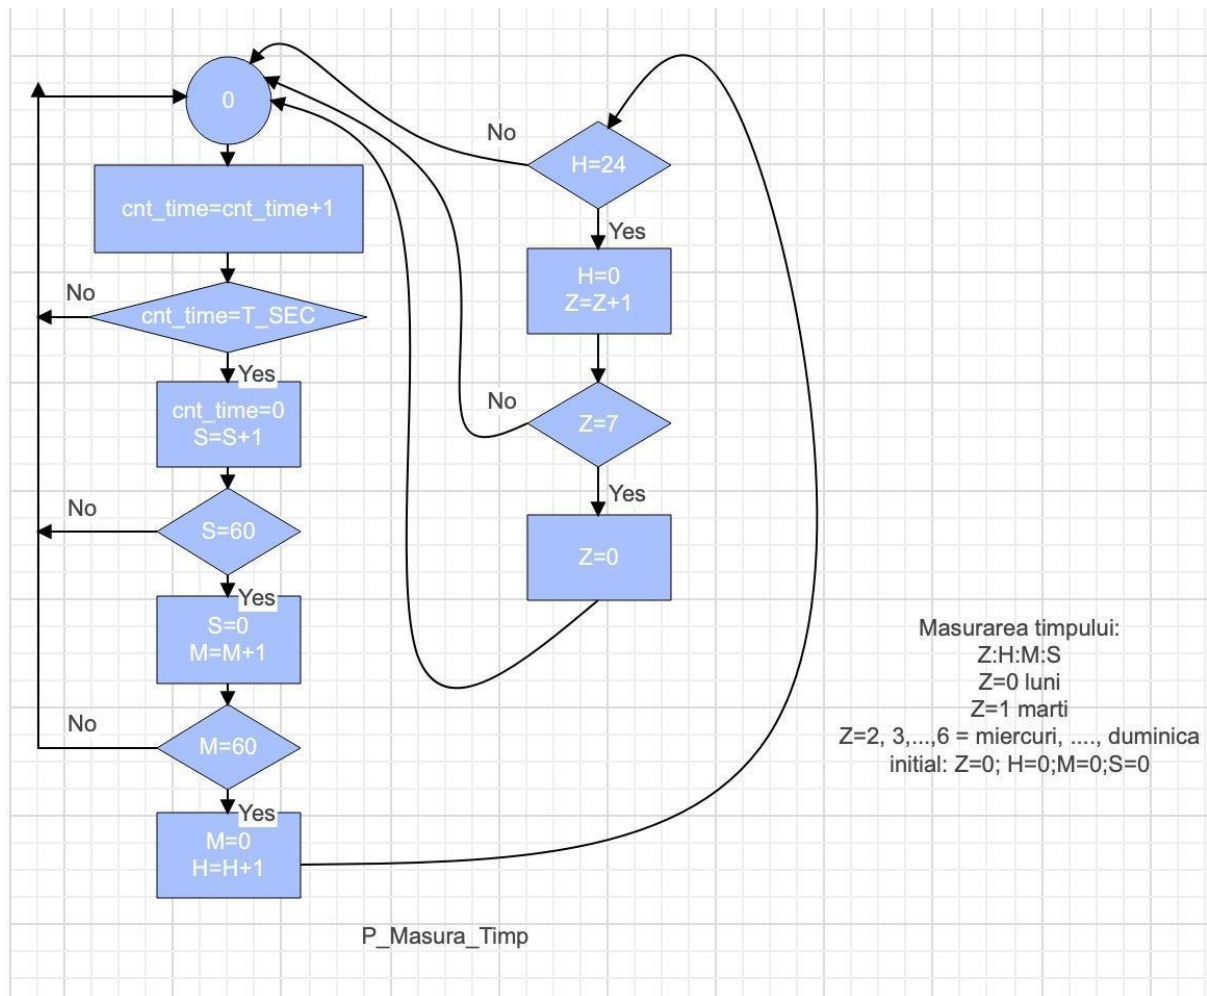 0
cnt_time=cnt_time+1
No
cnt_time=T_SEC
Yes
cnt_time=0
S=S+1
No
S=60
Yes
S=0
M=M+1
No
M=60
Yes
M=0
H=H+1
No
H=24
Yes
H=0
Z=Z+1
No
Z=7
Yes
Z=0
Masurarea timpului:
Z:H:M:S
Z=0 luni
Z=1 marti
Z=2, 3,...,6 = miercuri, ...., duminica
initial: Z=0; H=0;M=0;S=0
P_Masura_Timp